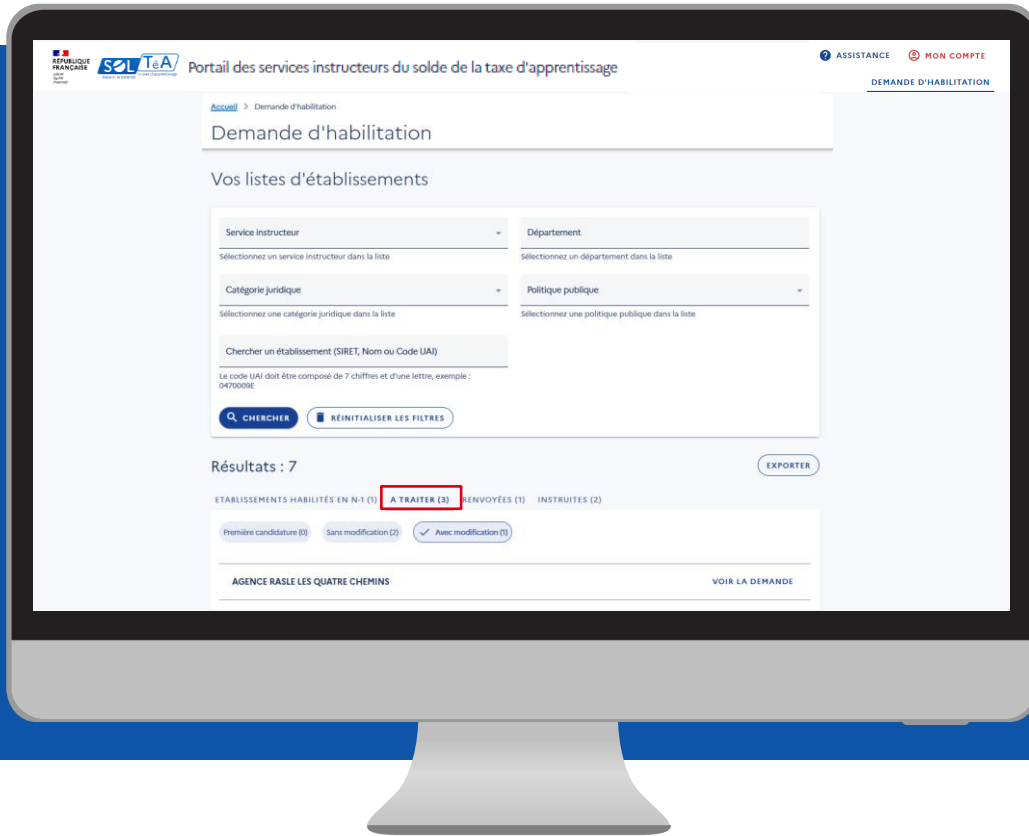 RÉPUBLIQUE
FRANÇAISE
SOLTéA
Portail des services instructeurs du solde de la taxe d'apprentissage
ASSISTANCE
MON COMPTE
DEMANDE D'HABILITATION
Accueil > Demande d'habilitation
Demande d'habilitation
Vos listes d'établissements
Service instructeur
Sélectionnez un service instructeur dans la liste
Département
Sélectionnez un département dans la liste
Catégorie juridique
Sélectionnez une catégorie juridique dans la liste
Politique publique
Sélectionnez une politique publique dans la liste
Chercher un établissement (SIRET, Nom ou Code UAI)
Le code UAI doit être composé de 7 chiffres et d'une lettre, exemple :
0470009E
CHERCHER
RÉINITIALISER LES FILTRES
Résultats : 7
EXPORTER
ETABLISSEMENTS HABILITÉS EN N-1 (1)
A TRAITER (3)
RENVOYÉES (1)
INSTRUITES (2)
Première candidature (0)
Sans modification (2)
Avec modification (1)
AGENCE RASLE LES QUATRE CHEMINS
VOIR LA DEMANDE